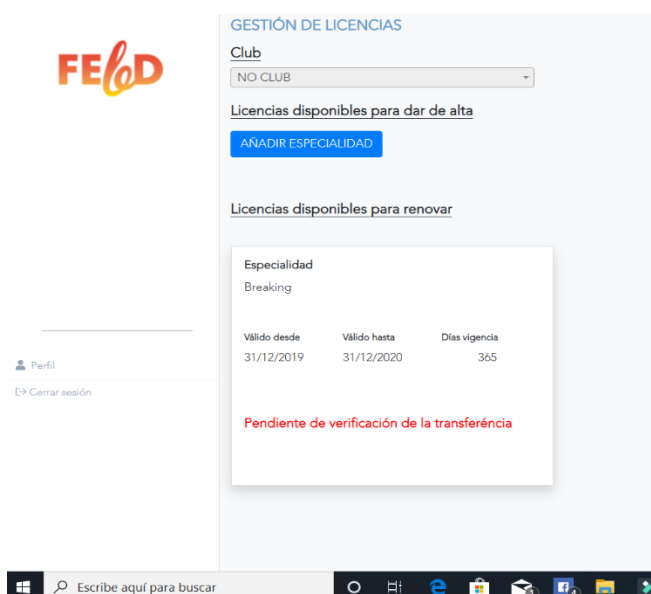 GESTIÓN DE LICENCIAS
Club
FEbD
NO CLUB
Licencias disponibles para dar de alta
AÑADIR ESPECIALIDAD
Licencias disponibles para renovar
Especialidad
Breaking
Válido desde Válido hasta Días vigencia
31/12/2019 31/12/2020 365
Perfil
Cerrar sesión
Pendiente de verificación de la transferéncia
Escribe aquí para buscar